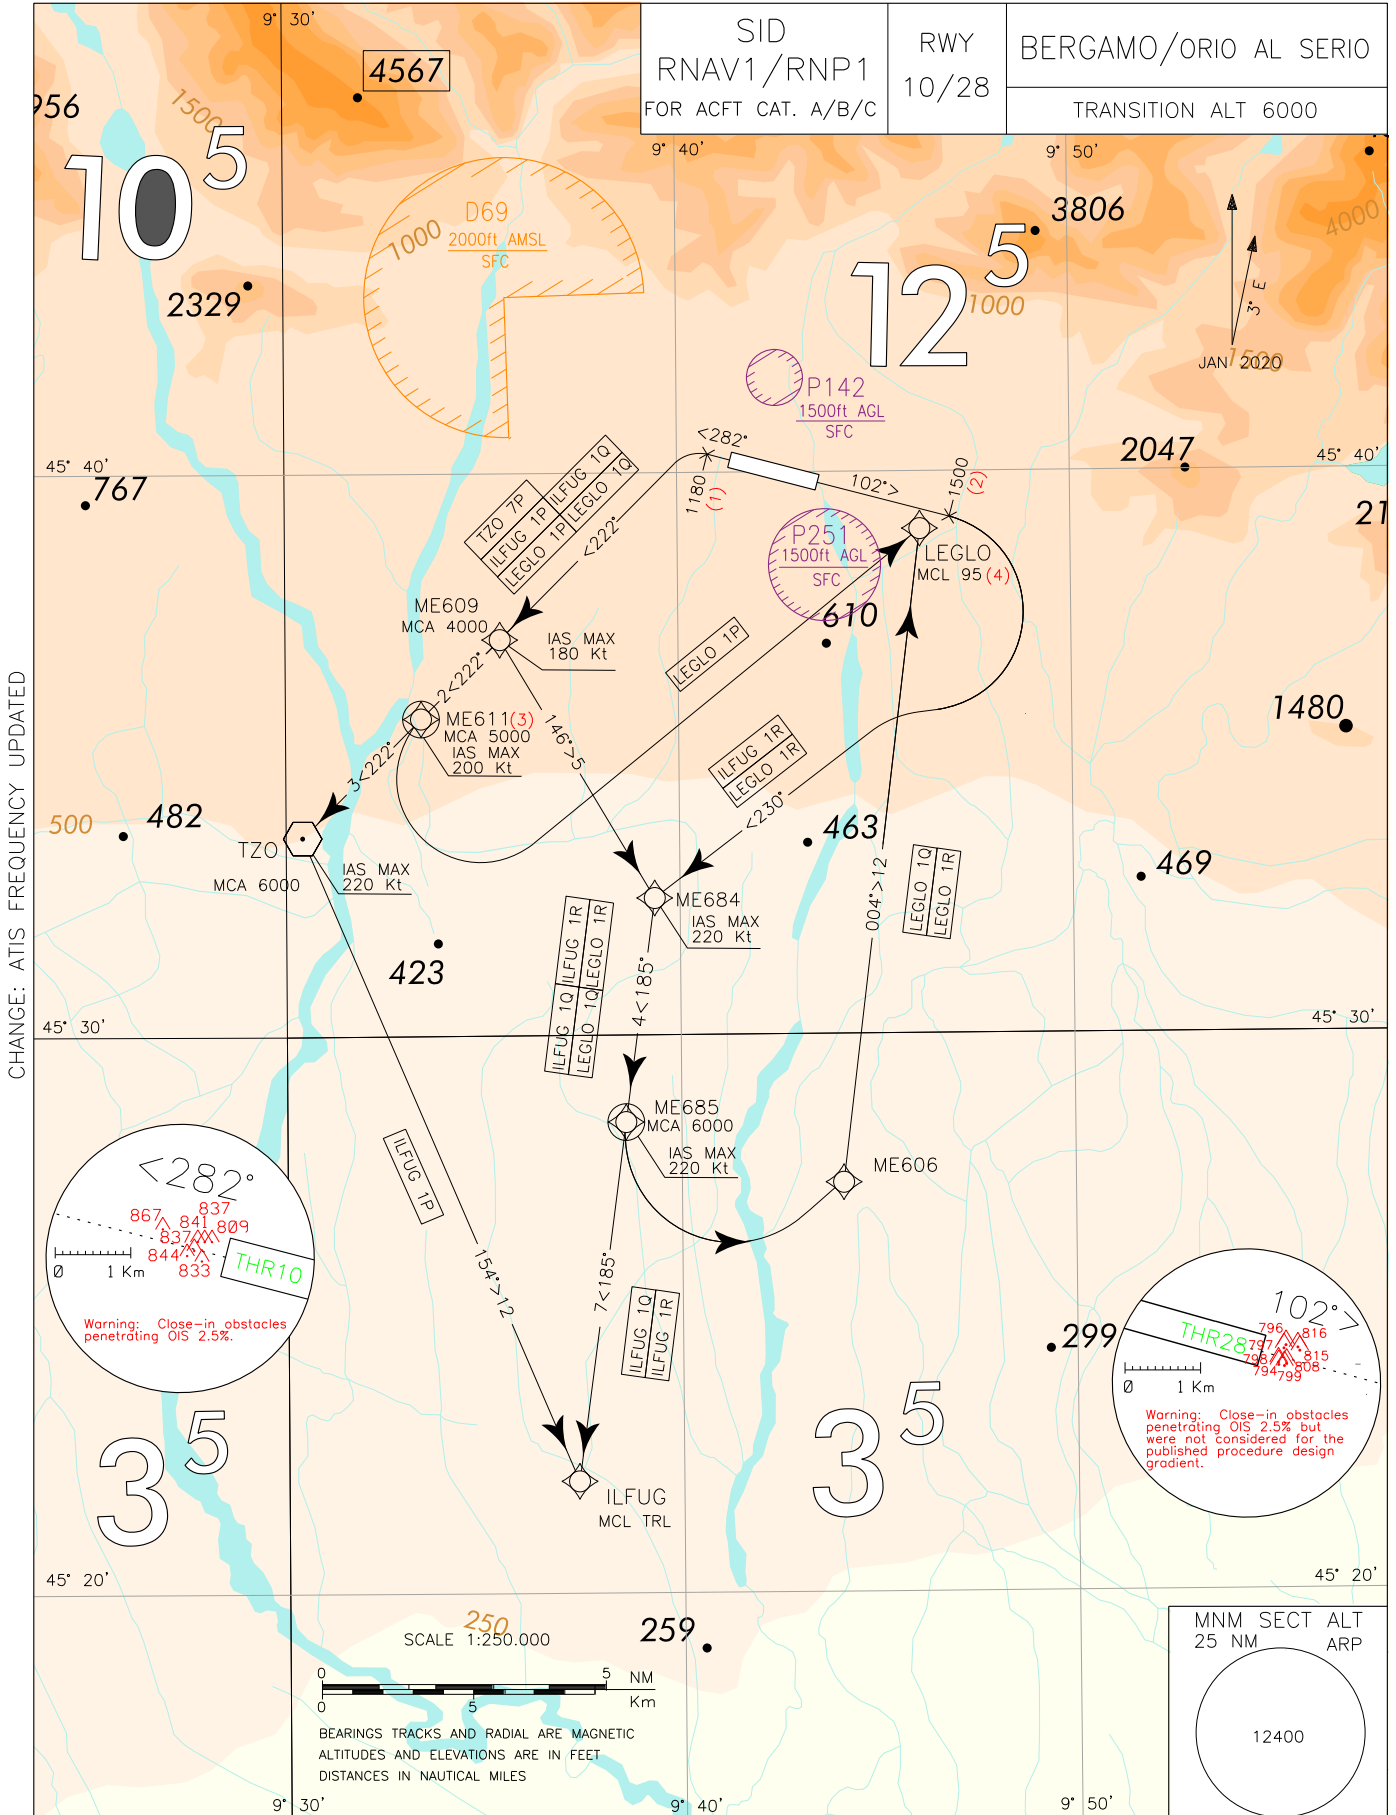 SID
RNAV1/RNP1
FOR ACFT CAT. A/B/C
RWY
10/28
BERGAMO/ORIO AL SERIO
TRANSITION ALT 6000
9° 30'
9° 40'
9° 50'
4567
956
1500
10 5
D69
2000ft AMSL
SFC
1000
2329
3806
12 5
1000
4000
3° E
JAN 2020
1500
P142
1500ft AGL
SFC
45° 40'
45° 40'
767
2047
21
<282°
1180
(1)
102°>
1500
(2)
TZO 7P
ILFUG 1P
ILFUG 1Q
LEGLO 1P
LEGLO 1Q
<222°
P251
1500ft AGL
SFC
LEGLO
MCL 95(4)
610
ME609
MCA 4000
IAS MAX
180 Kt
LEGLO 1P
2<222°
ME611(3)
MCA 5000
IAS MAX
200 Kt
146°>5
3<222°
1480
ILFUG 1R
LEGLO 1R
<230°
500
482
463
TZO
MCA 6000
IAS MAX
220 Kt
469
004°>12
LEGLO 1Q
LEGLO 1R
ME684
IAS MAX
220 Kt
423
ILFUG 1Q
ILFUG 1R
LEGLO 1Q
LEGLO 1R
4<185°
45° 30'
45° 30'
CHANGE: ATIS FREQUENCY UPDATED
ME685
MCA 6000
IAS MAX
220 Kt
ME606
ILFUG 1P
154°>12
7<185°
ILFUG 1Q
ILFUG 1R
<282°
867
837
841
809
837
844
833
THR10
0
1 Km
Warning: Close-in obstacles
penetrating OIS 2.5%.
299
102°>
THR28
796
816
797
815
798
808
794
799
0
1 Km
Warning: Close-in obstacles
penetrating OIS 2.5% but
were not considered for the
published procedure design
gradient.
3 5
3 5
ILFUG
MCL TRL
45° 20'
45° 20'
250
259
SCALE 1:250.000
0
5
NM
0
5
Km
BEARINGS TRACKS AND RADIAL ARE MAGNETIC
ALTITUDES AND ELEVATIONS ARE IN FEET
DISTANCES IN NAUTICAL MILES
MNM SECT ALT
25 NM
ARP
12400
9° 30'
9° 40'
9° 50'